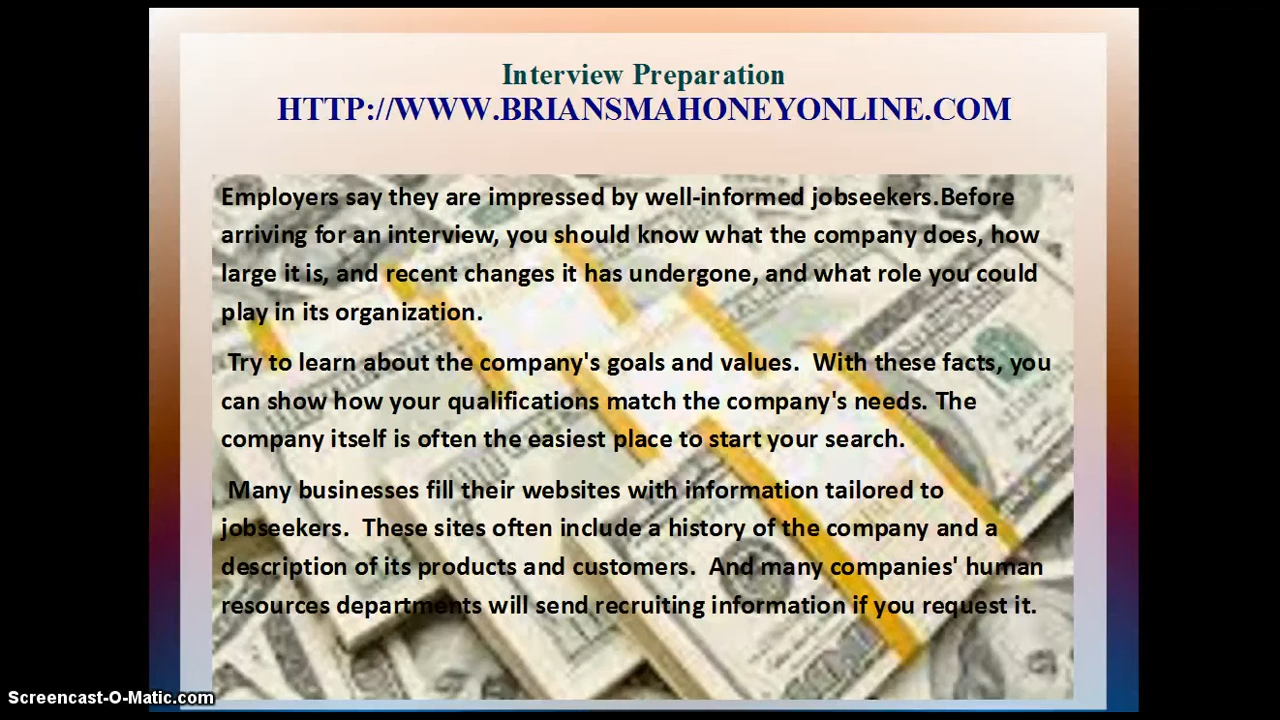 Interview Preparation
HTTP://WWW.BRIANSMAHONEYONLINE.COM
Employers say they are impressed by well-informed jobseekers.Before
arriving for an interview, you should know what the company does, how
large it is, and recent changes it has undergone, and what role you could
play in its organization.
Try to learn about the company's goals and values.  With these facts, you
can show how your qualifications match the company's needs. The
company itself is often the easiest place to start your search.
Many businesses fill their websites with information tailored to
jobseekers.  These sites often include a history of the company and a
description of its products and customers.  And many companies' human
resources departments will send recruiting information if you request it.
Screencast-O-Matic.com